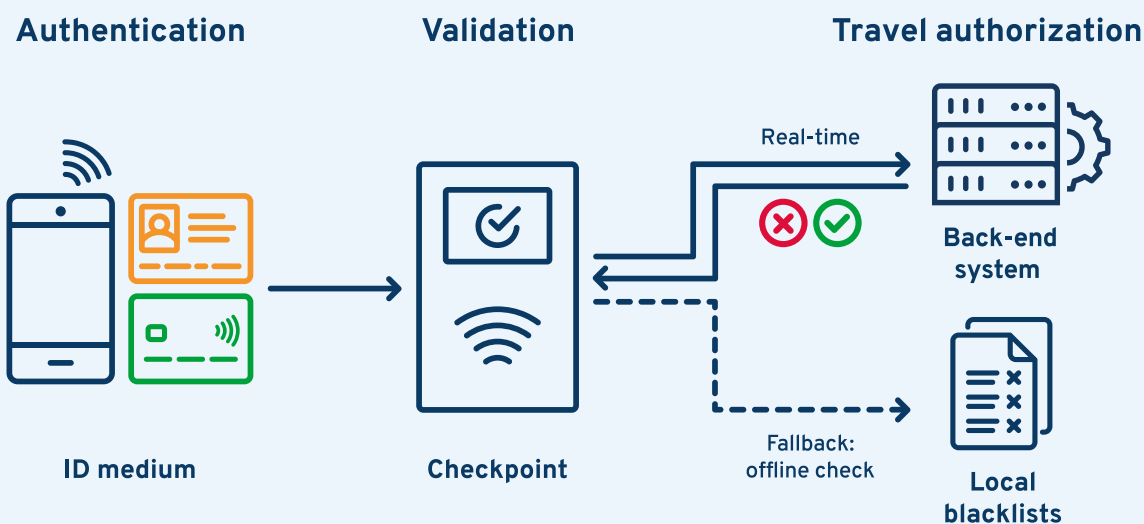 Authentication
Validation
Travel authorization
Real-time
Back-end
system
Fallback:
offline check
ID medium
Checkpoint
Local
blacklists